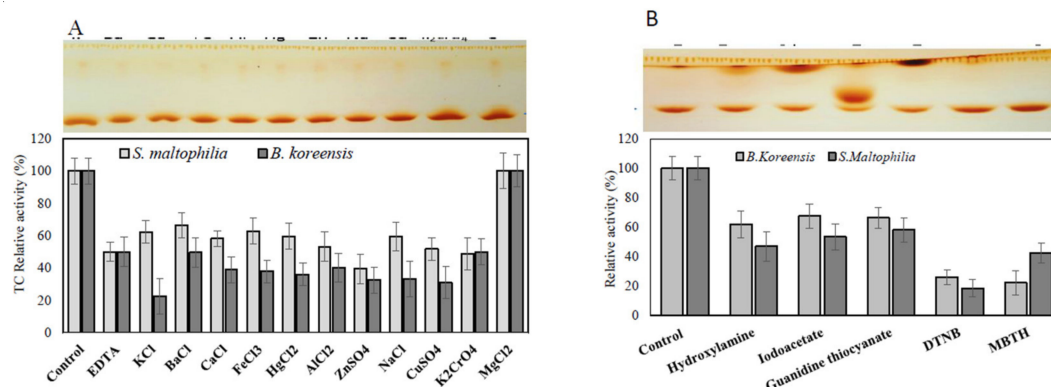 A
120
100
80
60
40
20
0
TC Relative activity (%)
S. maltophilia B. koreensis
Control EDTA KCl BaCl CaCl FeCl3 HgCl2 AlCl2 ZnSO4 NaCl CuSO4 K2CrO4 MgCl2
B
120
100
80
60
40
20
0
Relative activity (%)
B.Koreensis S.Maltophilia
Control Hydroxylamine Iodoacetate Guanidine thiocyanate DTNB MBTH